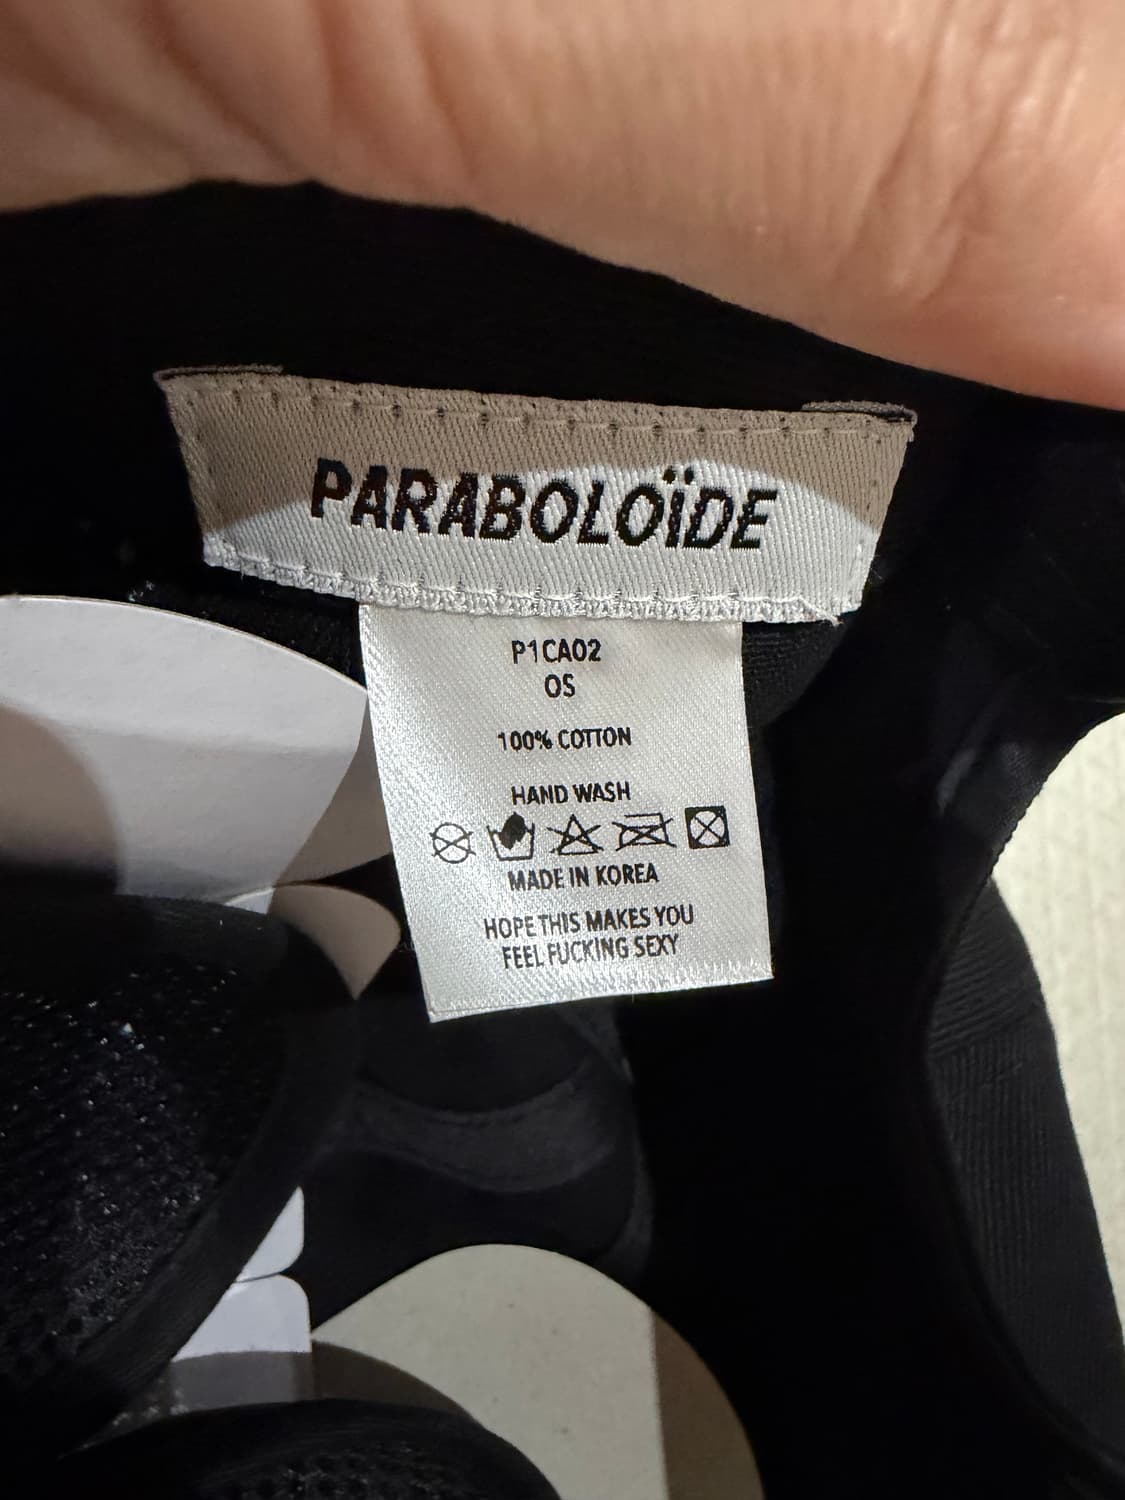 PARABOLOÏDE
P1CA02
OS
100% COTTON
HAND WASH
MADE IN KOREA
HOPE THIS MAKES YOU
FEEL FUCKING SEXY